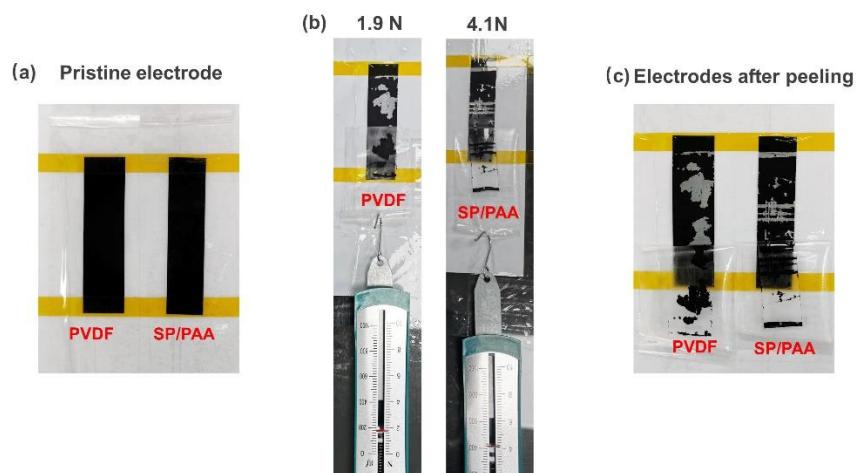 (a) Pristine electrode
PVDF SP/PAA
(b) 1.9 N 4.1N
PVDF
SP/PAA
(c) Electrodes after peeling
PVDF SP/PAA